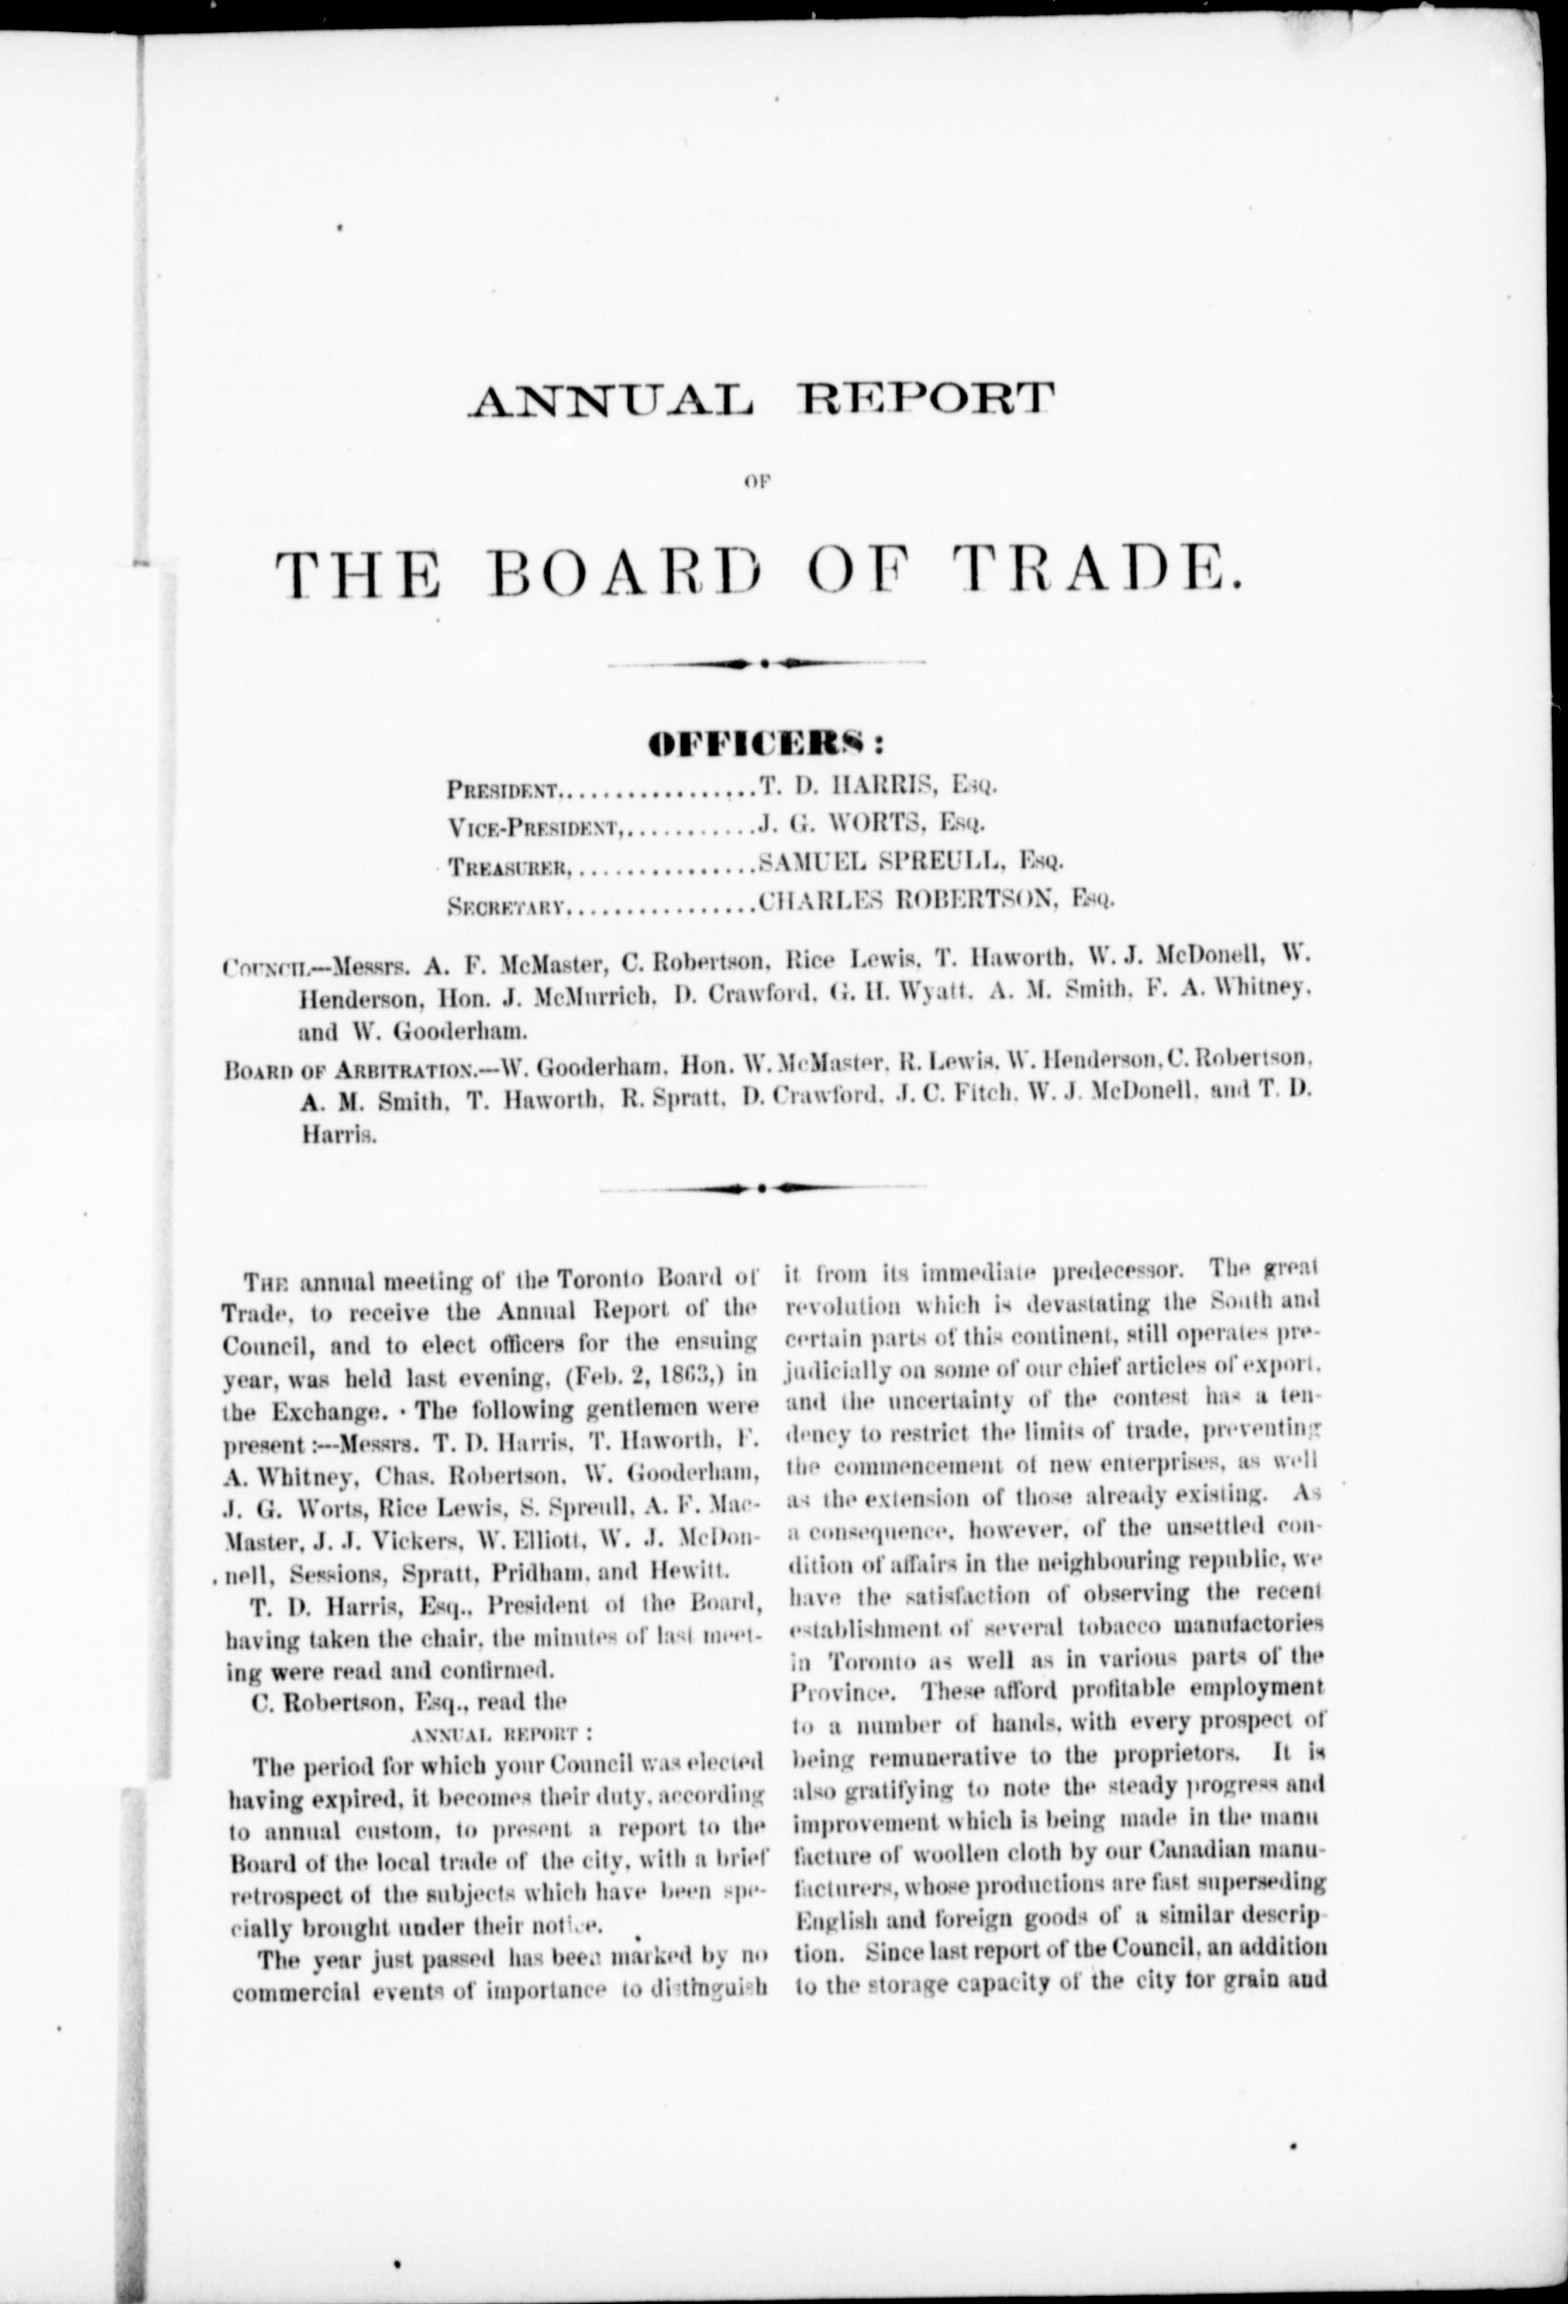 ANNUAL REPORT
OF
THE BOARD OF TRADE.
OFFICERS:
PRESIDENT,.................T. D. HARRIS, ESQ.
VICE-PRESIDENT,............J. G. WORTS, ESQ.
TREASURER,................SAMUEL SPREULL, ESQ.
SECRETARY,................CHARLES ROBERTSON, ESQ.
COUNCIL—Messrs. A. F. McMaster, C. Robertson, Rice Lewis, T. Haworth, W. J. McDonell, W.
Henderson, Hon. J. McMurrich, D. Crawford, G. H. Wyatt, A. M. Smith, F. A. Whitney,
and W. Gooderham.
BOARD OF ARBITRATION.—W. Gooderham, Hon. W. McMaster, R. Lewis, W. Henderson, C. Robertson,
A. M. Smith, T. Haworth, R. Spratt, D. Crawford, J. C. Fitch, W. J. McDonell, and T. D.
Harris.
THE annual meeting of the Toronto Board of
Trade, to receive the Annual Report of the
Council, and to elect officers for the ensuing
year, was held last evening, (Feb. 2, 1863,) in
the Exchange. The following gentlemen were
present:—Messrs. T. D. Harris, T. Haworth, F.
A. Whitney, Chas. Robertson, W. Gooderham,
J. G. Worts, Rice Lewis, S. Spreull, A. F. Mac-
Master, J. J. Vickers, W. Elliott, W. J. McDon-
nell, Sessions, Spratt, Pridham, and Hewitt.
T. D. Harris, Esq., President of the Board,
having taken the chair, the minutes of last meet-
ing were read and confirmed.
C. Robertson, Esq., read the
ANNUAL REPORT:
The period for which your Council was elected
having expired, it becomes their duty, according
to annual custom, to present a report to the
Board of the local trade of the city, with a brief
retrospect of the subjects which have been spe-
cially brought under their notice.
The year just passed has been marked by no
commercial events of importance to distinguish
it from its immediate predecessor. The great
revolution which is devastating the South and
certain parts of this continent, still operates pre-
judicially on some of our chief articles of export,
and the uncertainty of the contest has a ten-
dency to restrict the limits of trade, preventing
the commencement of new enterprises, as well
as the extension of those already existing. As
a consequence, however, of the unsettled con-
dition of affairs in the neighbouring republic, we
have the satisfaction of observing the recent
establishment of several tobacco manufactories
in Toronto as well as in various parts of the
Province. These afford profitable employment
to a number of hands, with every prospect of
being remunerative to the proprietors. It is
also gratifying to note the steady progress and
improvement which is being made in the manu
facture of woollen cloth by our Canadian manu-
facturers, whose productions are fast superseding
English and foreign goods of a similar descrip-
tion. Since last report of the Council, an addition
to the storage capacity of the city for grain and